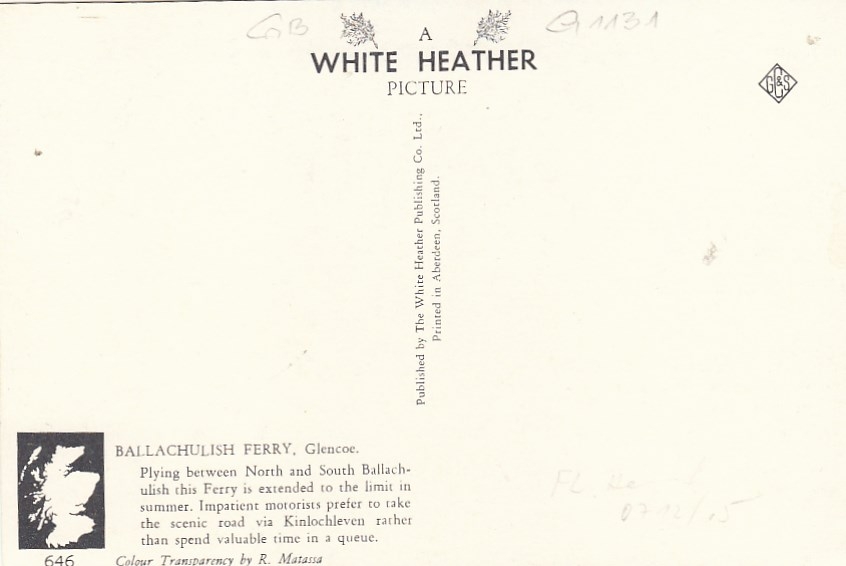 GB
A
G1131
WHITE HEATHER
PICTURE
G&S
Published by The White Heather Publishing Co. Ltd.,
Printed in Aberdeen, Scotland.
BALLACHULISH FERRY, Glencoe.
Plying between North and South Ballach-
ulish this Ferry is extended to the limit in
summer. Impatient motorists prefer to take
the scenic road via Kinlochleven rather
than spend valuable time in a queue.
646
Colour Transparency by R. Matassa